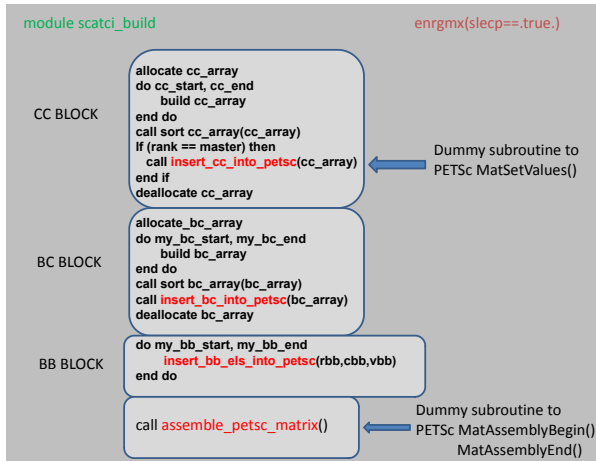 module scatci_build
enrgmx(slecp==.true.)
CC BLOCK
allocate cc_array
do cc_start, cc_end
build cc_array
end do
call sort cc_array(cc_array)
If (rank == master) then
call insert_cc_into_petsc(cc_array)
end if
deallocate cc_array
Dummy subroutine to
PETSc MatSetValues()
BC BLOCK
allocate_bc_array
do my_bc_start, my_bc_end
build bc_array
end do
call sort bc_array(bc_array)
call insert_bc_into_petsc(bc_array)
deallocate bc_array
BB BLOCK
do my_bb_start, my_bb_end
insert_bb_els_into_petsc(rbb,cbb,vbb)
end do
call assemble_petsc_matrix()
Dummy subroutine to
PETSc MatAssemblyBegin()
MatAssemblyEnd()